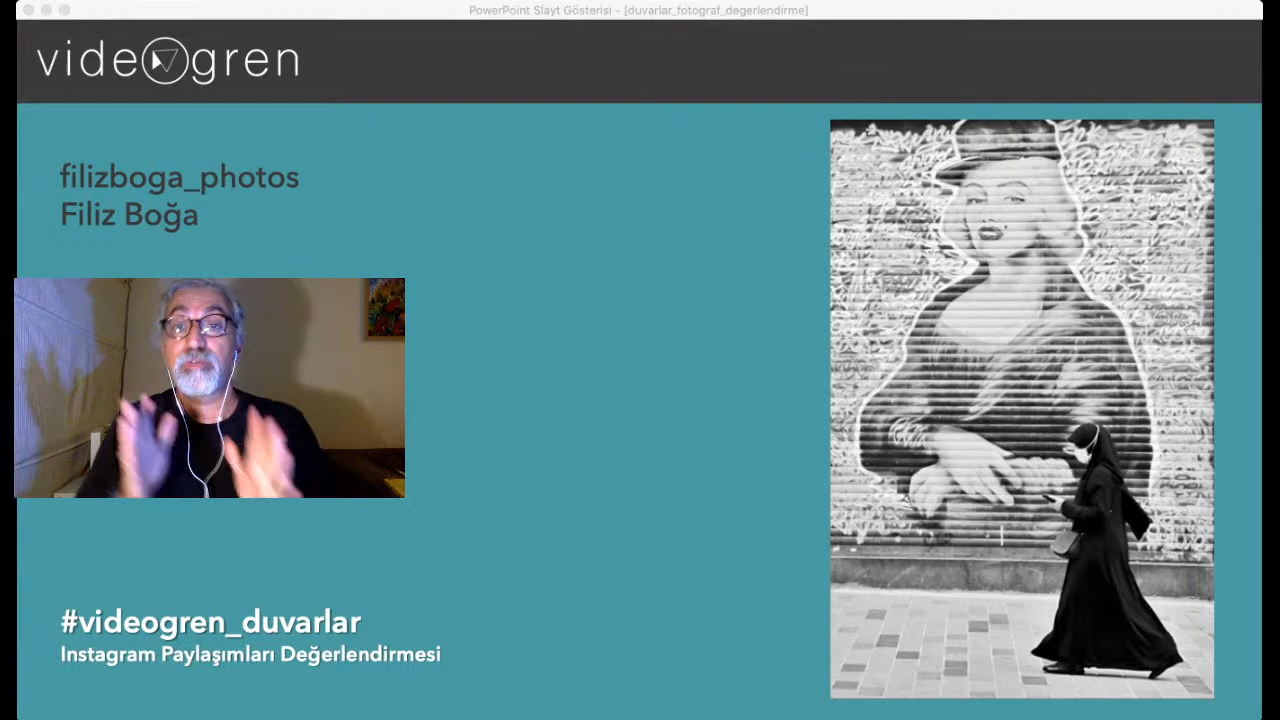 PowerPoint Slayt Gösterisi - [duvarlar_fotograf_degerlendirme]
videogren
filizboga_photos
Filiz Boğa
#videogren_duvarlar
Instagram Paylaşımları Değerlendirmesi